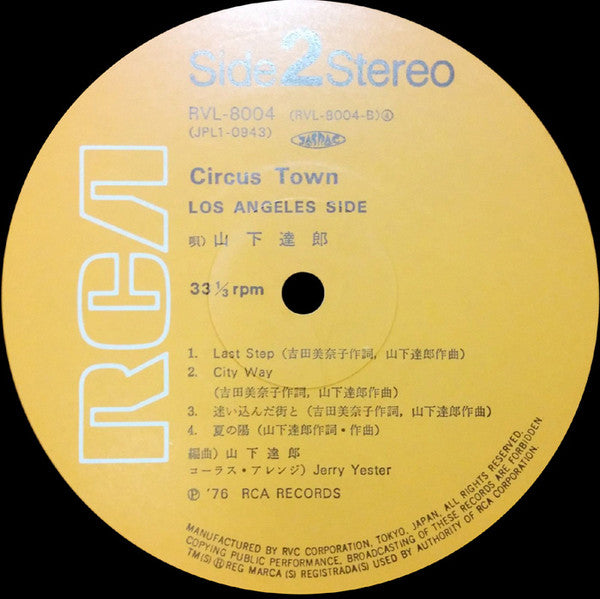 Side 2 Stereo
RVL-8004 (RVL-8004-B)④
(JPL1-0943) JASRAC
Circus Town
LOS ANGELES SIDE
唄) 山下達郎
33⅓ rpm
1. Last Step (吉田美奈子作詞, 山下達郎作曲)
2. City Way
(吉田美奈子作詞, 山下達郎作曲)
3. 迷い込んだ街と (吉田美奈子作詞, 山下達郎作曲)
4. 夏の陽 (山下達郎作詞・作曲)
編曲) 山下達郎
コーラス・アレンジ) Jerry Yester
Ⓟ '76 RCA RECORDS
RCA
MANUFACTURED BY RVC CORPORATION, TOKYO, JAPAN, ALL RIGHTS RESERVED.
COPYING PUBLIC PERFORMANCE, BROADCASTING OF THESE RECORDS ARE FORBIDDEN.
TM(S)®REG MARCA(S) REGISTRADA(S) USED BY AUTHORITY OF RCA CORPORATION.